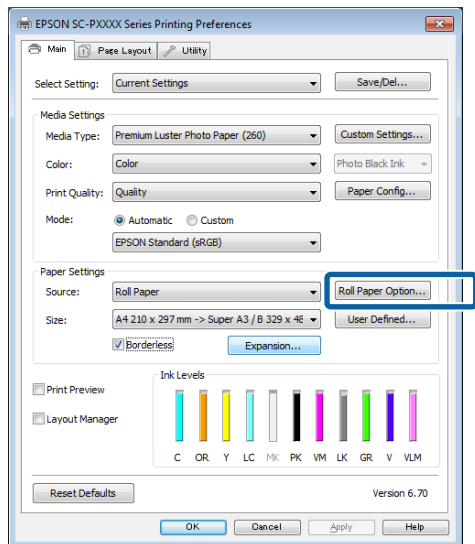 EPSON SC-PXXXX Series Printing Preferences
Main Page Layout Utility
Select Setting: Current Settings Save/Del...
Media Settings
Media Type: Premium Luster Photo Paper (260) Custom Settings...
Color: Color Photo Black Ink
Print Quality: Quality Paper Config...
Mode: Automatic Custom
EPSON Standard (sRGB)
Paper Settings
Source: Roll Paper Roll Paper Option...
Size: A4 210 x 297 mm -> Super A3 / B 329 x 48 User Defined...
Borderless Expansion...
Ink Levels
Print Preview
Layout Manager
C OR Y LC MK PK VM LK GR V VLM
Reset Defaults Version 6.70
OK Cancel Apply Help